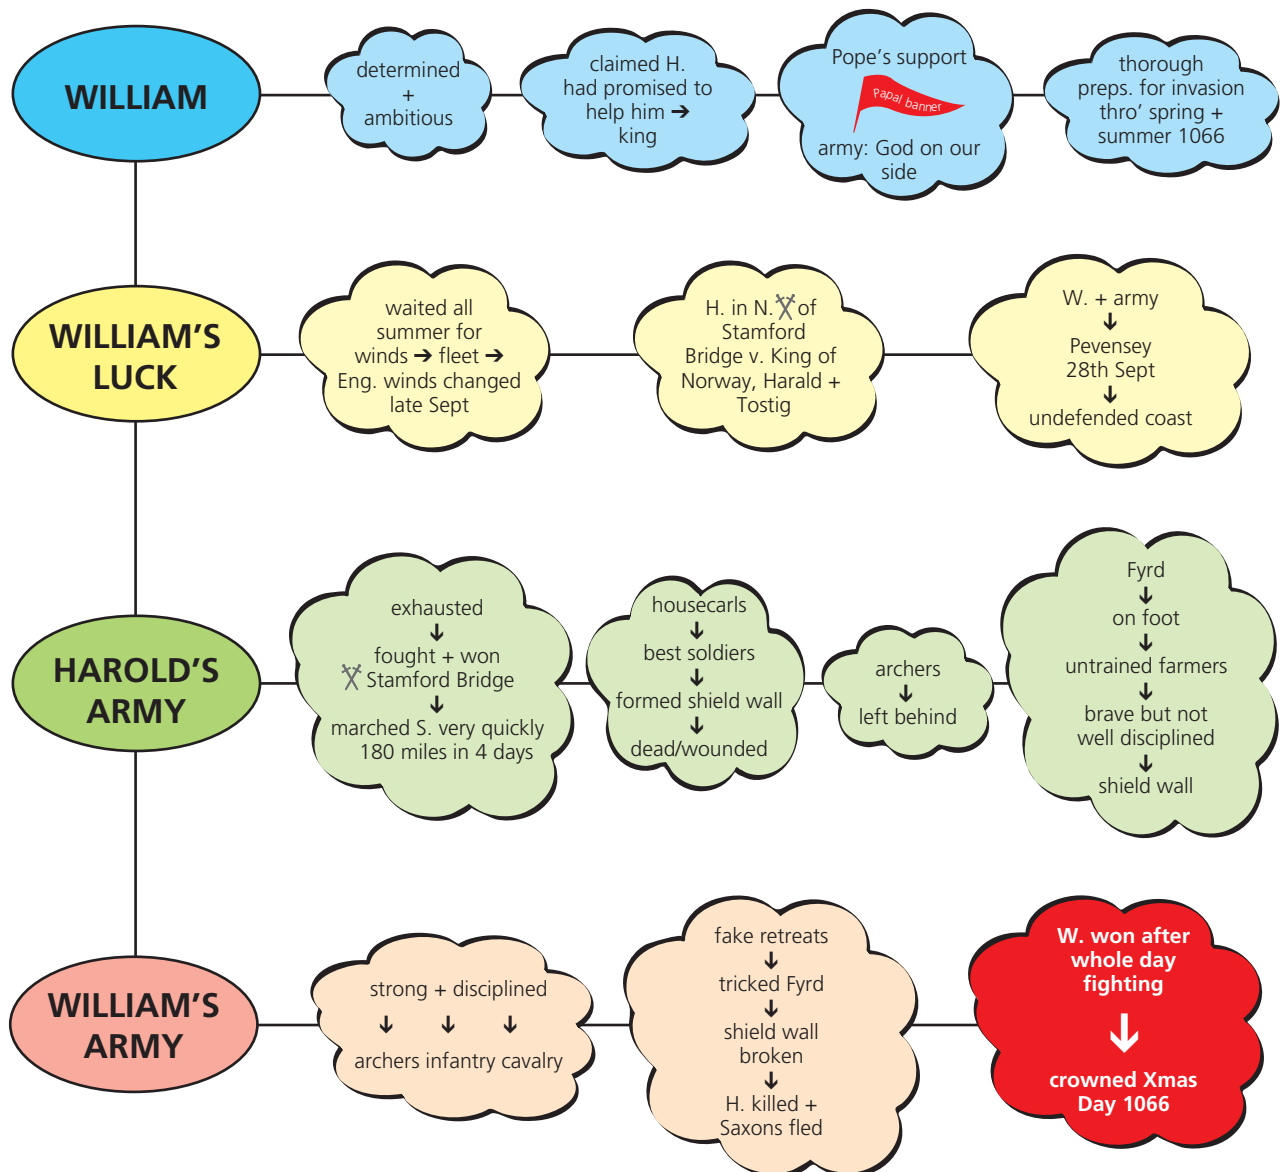 WILLIAM
determined
+
ambitious
claimed H.
had promised to
help him ➔
king
Pope's support
Papal banner
army: God on our
side
thorough
preps. for invasion
thro' spring +
summer 1066
WILLIAM'S
LUCK
waited all
summer for
winds ➔ fleet ➔
Eng. winds changed
late Sept
H. in N. ⚔ of
Stamford
Bridge v. King of
Norway, Harald +
Tostig
W. + army
↓
Pevensey
28th Sept
↓
undefended coast
HAROLD'S
ARMY
exhausted
↓
fought + won
⚔ Stamford Bridge
↓
marched S. very quickly
180 miles in 4 days
housecarls
↓
best soldiers
↓
formed shield wall
↓
dead/wounded
archers
↓
left behind
Fyrd
↓
on foot
↓
untrained farmers
↓
brave but not
well disciplined
↓
shield wall
WILLIAM'S
ARMY
strong + disciplined
↓ ↓ ↓
archers infantry cavalry
fake retreats
↓
tricked Fyrd
↓
shield wall
broken
↓
H. killed +
Saxons fled
W. won after
whole day
fighting
↓
crowned Xmas
Day 1066